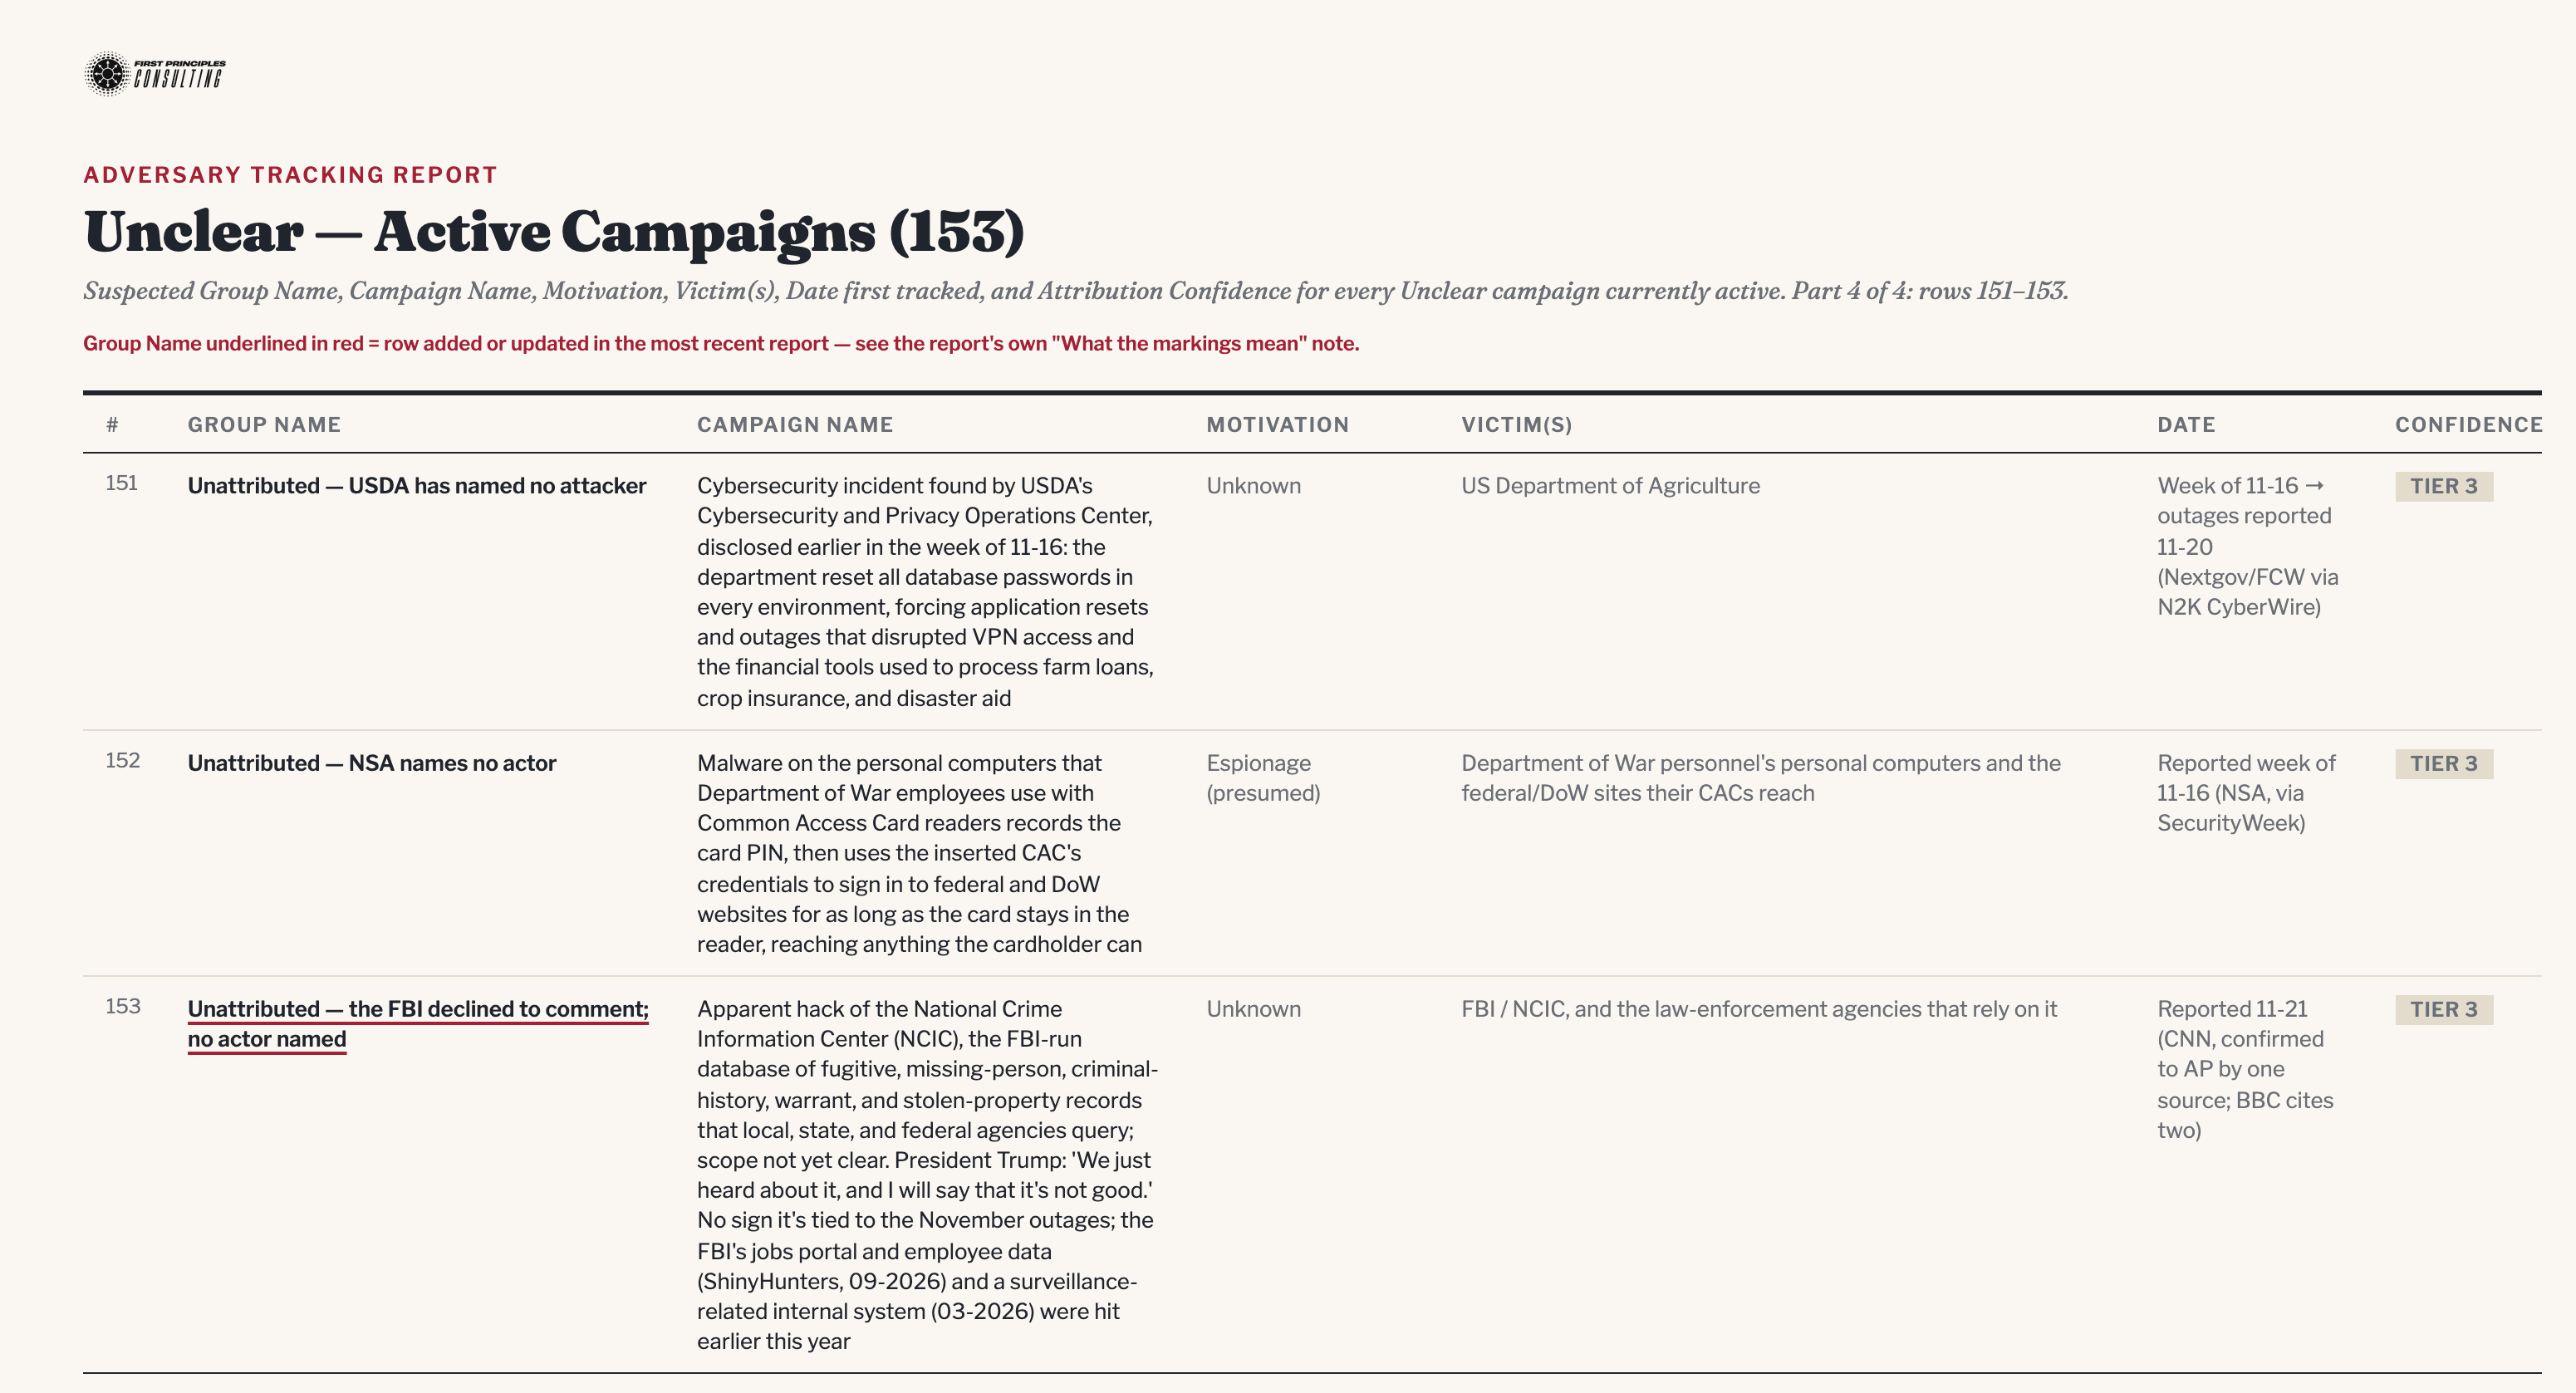 FIRST PRINCIPLES
CONSULTING
ADVERSARY TRACKING REPORT
Unclear — Active Campaigns (153)
Suspected Group Name, Campaign Name, Motivation, Victim(s), Date first tracked, and Attribution Confidence for every Unclear campaign currently active. Part 4 of 4: rows 151–153.
Group Name underlined in red = row added or updated in the most recent report — see the report's own "What the markings mean" note.
# GROUP NAME CAMPAIGN NAME MOTIVATION VICTIM(S) DATE CONFIDENCE
151
Unattributed — USDA has named no attacker
Cybersecurity incident found by USDA's
Cybersecurity and Privacy Operations Center,
disclosed earlier in the week of 11-16: the
department reset all database passwords in
every environment, forcing application resets
and outages that disrupted VPN access and
the financial tools used to process farm loans,
crop insurance, and disaster aid
Unknown
US Department of Agriculture
Week of 11-16 →
outages reported
11-20
(Nextgov/FCW via
N2K CyberWire)
TIER 3
152
Unattributed — NSA names no actor
Malware on the personal computers that
Department of War employees use with
Common Access Card readers records the
card PIN, then uses the inserted CAC's
credentials to sign in to federal and DoW
websites for as long as the card stays in the
reader, reaching anything the cardholder can
Espionage
(presumed)
Department of War personnel's personal computers and the
federal/DoW sites their CACs reach
Reported week of
11-16 (NSA, via
SecurityWeek)
TIER 3
153
Unattributed — the FBI declined to comment;
no actor named
Apparent hack of the National Crime
Information Center (NCIC), the FBI-run
database of fugitive, missing-person, criminal-
history, warrant, and stolen-property records
that local, state, and federal agencies query;
scope not yet clear. President Trump: 'We just
heard about it, and I will say that it's not good.'
No sign it's tied to the November outages; the
FBI's jobs portal and employee data
(ShinyHunters, 09-2026) and a surveillance-
related internal system (03-2026) were hit
earlier this year
Unknown
FBI / NCIC, and the law-enforcement agencies that rely on it
Reported 11-21
(CNN, confirmed
to AP by one
source; BBC cites
two)
TIER 3